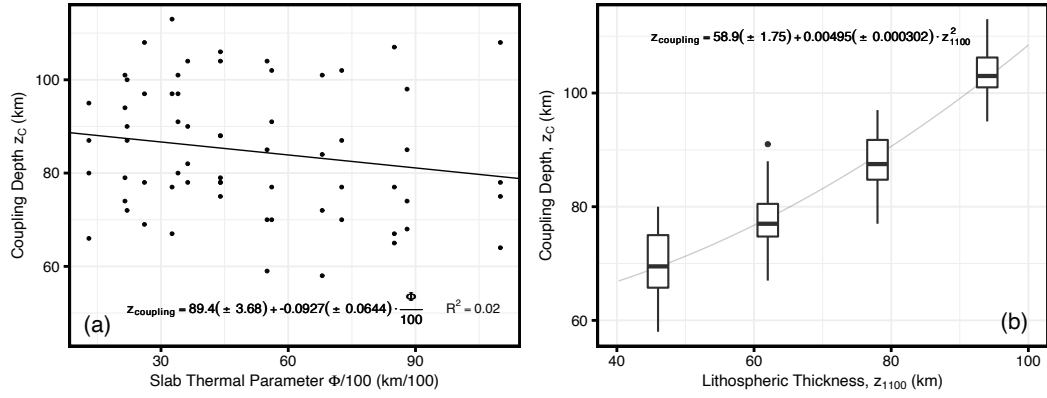 100
80
60
Coupling Depth z_C (km)
z_coupling = 89.4( ± 3.68) + -0.0927( ± 0.0644) · Φ/100 R² = 0.02
(a)
30 60 90
Slab Thermal Parameter Φ/100 (km/100)
z_coupling = 58.9( ± 1.75) + 0.00495( ± 0.000302) · z²_1100
100
80
60
Coupling Depth, z_C (km)
(b)
40 60 80 100
Lithospheric Thickness, z_1100 (km)